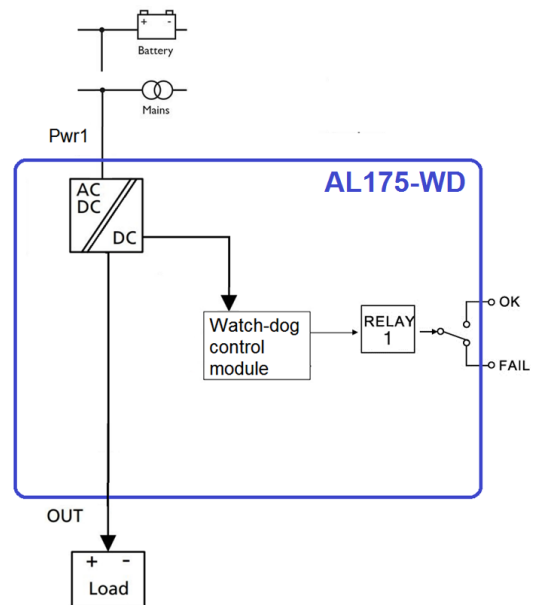 + -
Battery
Mains
Pwr1
AL175-WD
AC
DC
DC
Watch-dog
control
module
RELAY
1
OK
FAIL
OUT
+ -
Load